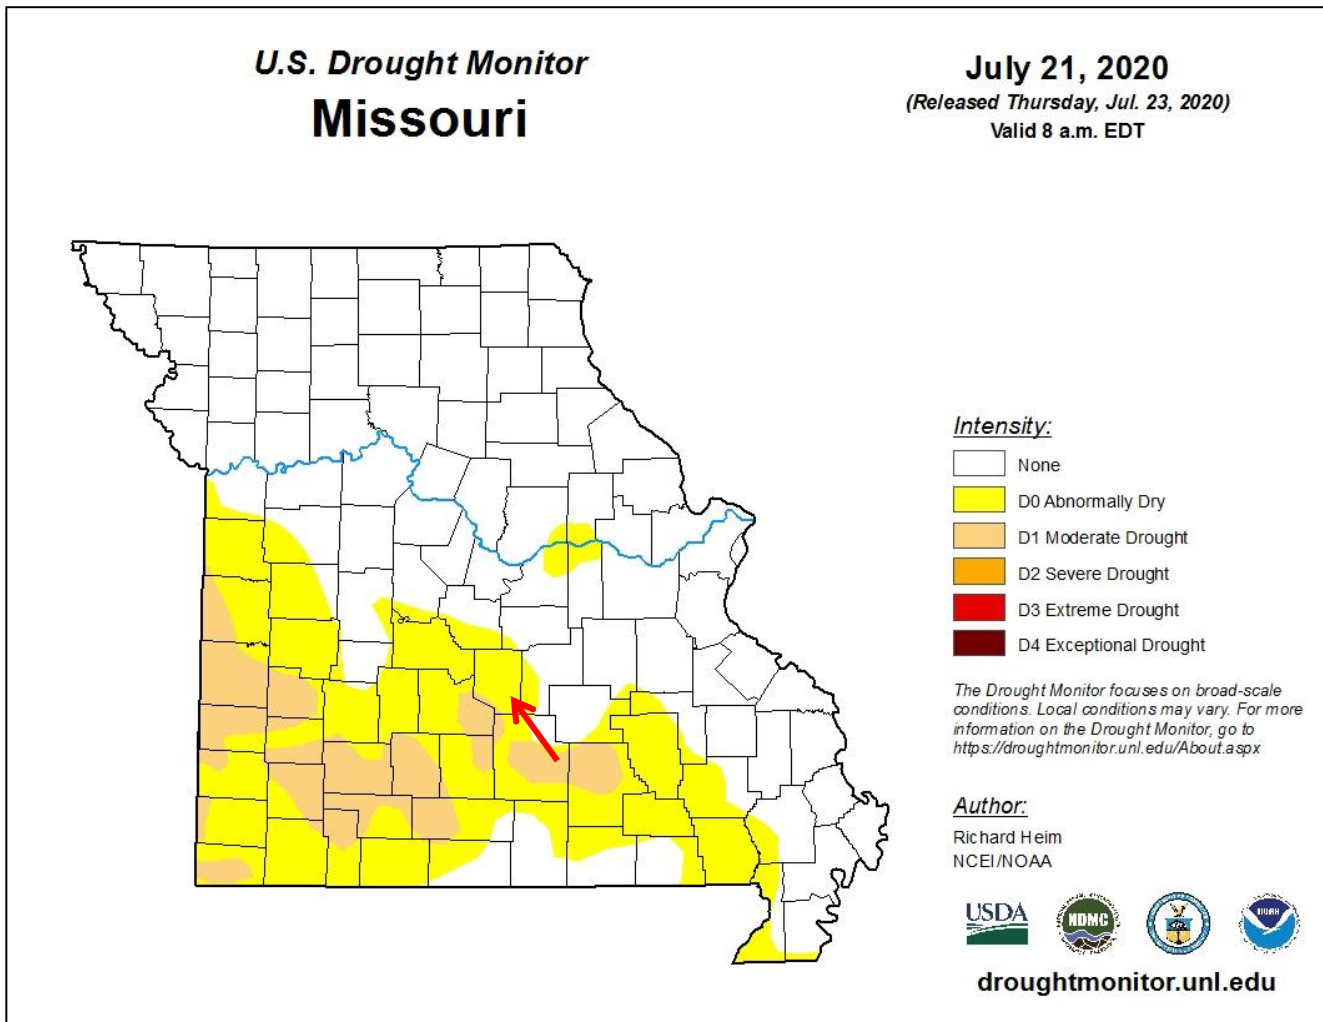 U.S. Drought Monitor
Missouri
July 21, 2020
(Released Thursday, Jul. 23, 2020)
Valid 8 a.m. EDT
Intensity:
None
D0 Abnormally Dry
D1 Moderate Drought
D2 Severe Drought
D3 Extreme Drought
D4 Exceptional Drought
The Drought Monitor focuses on broad-scale
conditions. Local conditions may vary. For more
information on the Drought Monitor, go to
https://droughtmonitor.unl.edu/About.aspx
Author:
Richard Heim
NCEI/NOAA
USDA
NDMC
droughtmonitor.unl.edu